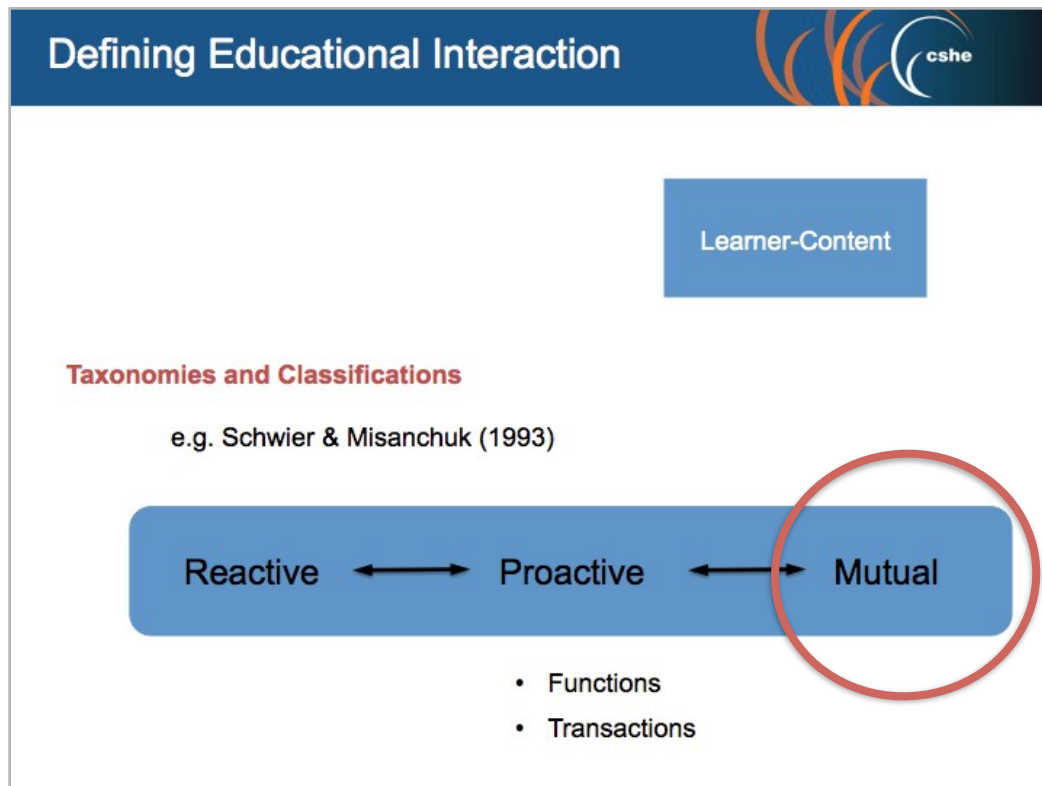 Defining Educational Interaction
cshe
Learner-Content
Taxonomies and Classifications
e.g. Schwier & Misanchuk (1993)
Reactive
Proactive
Mutual
• Functions
• Transactions